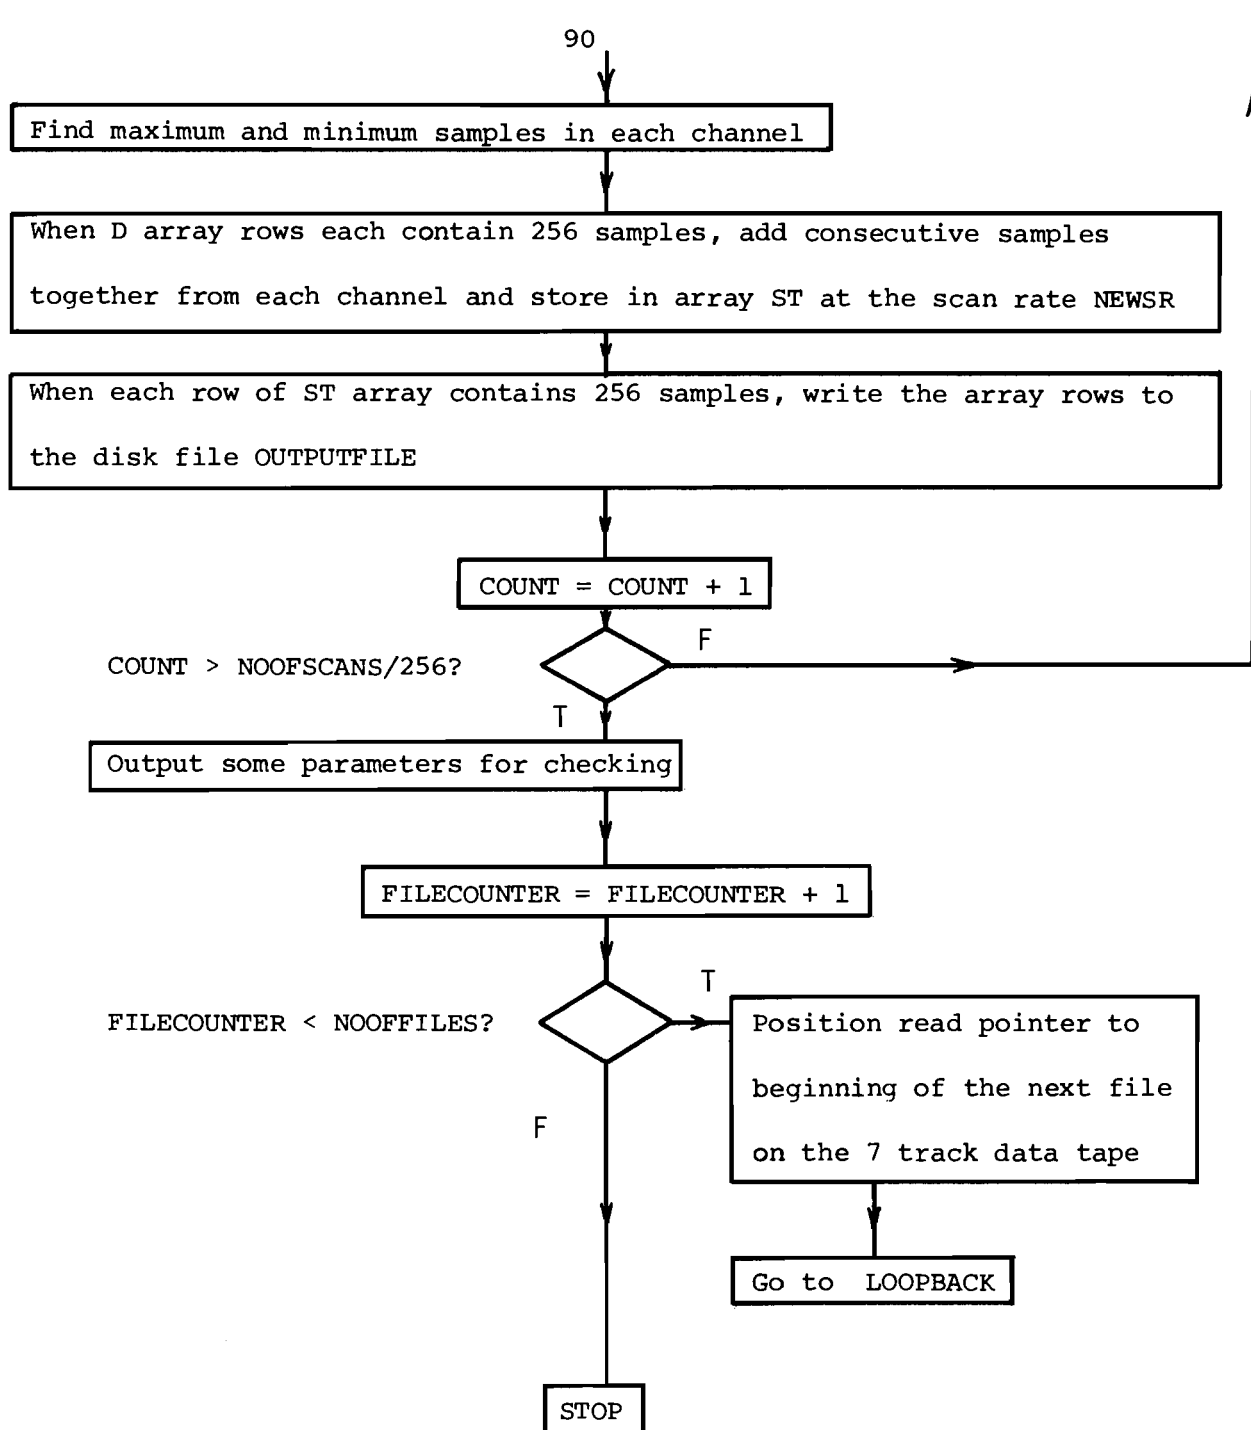 90
Find maximum and minimum samples in each channel
When D array rows each contain 256 samples, add consecutive samples
together from each channel and store in array ST at the scan rate NEWSR
When each row of ST array contains 256 samples, write the array rows to
the disk file OUTPUTFILE
COUNT = COUNT + 1
F
COUNT > NOOFSCANS/256?
T
Output some parameters for checking
FILECOUNTER = FILECOUNTER + 1
T
FILECOUNTER < NOOFFILES?
Position read pointer to
beginning of the next file
on the 7 track data tape
F
Go to LOOPBACK
STOP